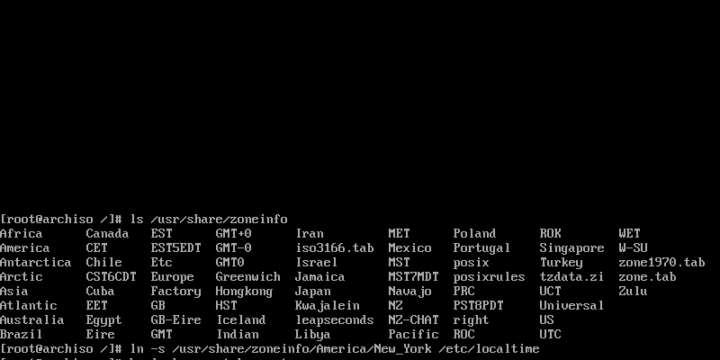 [root@archiso /]# ls /usr/share/zoneinfo
Africa Canada EST GMT+0 Iran MET Poland ROK WET
America CET EST5EDT GMT-0 iso3166.tab Mexico Portugal Singapore W-SU
Antarctica Chile Etc GMT0 Israel MST posix Turkey zone1970.tab
Arctic CST6CDT Europe Greenwich Jamaica MST7MDT posixrules tzdata.zi zone.tab
Asia Cuba Factory Hongkong Japan Navajo PRC UCT Zulu
Atlantic EET GB HST Kwajalein NZ PST8PDT Universal
Australia Egypt GB-Eire Iceland leapseconds NZ-CHAT right US
Brazil Eire GMT Indian Libya Pacific ROC UTC
[root@archiso /]# ln -s /usr/share/zoneinfo/America/New_York /etc/localtime